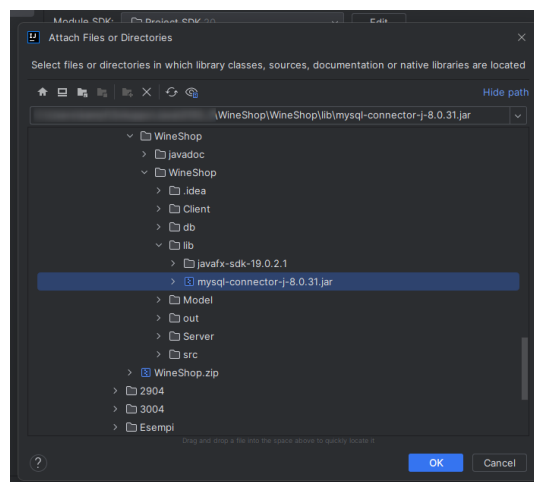 Module SDK: Project SDK 20 Edit
Attach Files or Directories
Select files or directories in which library classes, sources, documentation or native libraries are located
Hide path
\WineShop\WineShop\lib\mysql-connector-j-8.0.31.jar
WineShop
javadoc
WineShop
.idea
Client
db
lib
javafx-sdk-19.0.2.1
mysql-connector-j-8.0.31.jar
Model
out
Server
src
WineShop.zip
2904
3004
Esempi
Drag and drop a file into the space above to quickly locate it
? OK Cancel